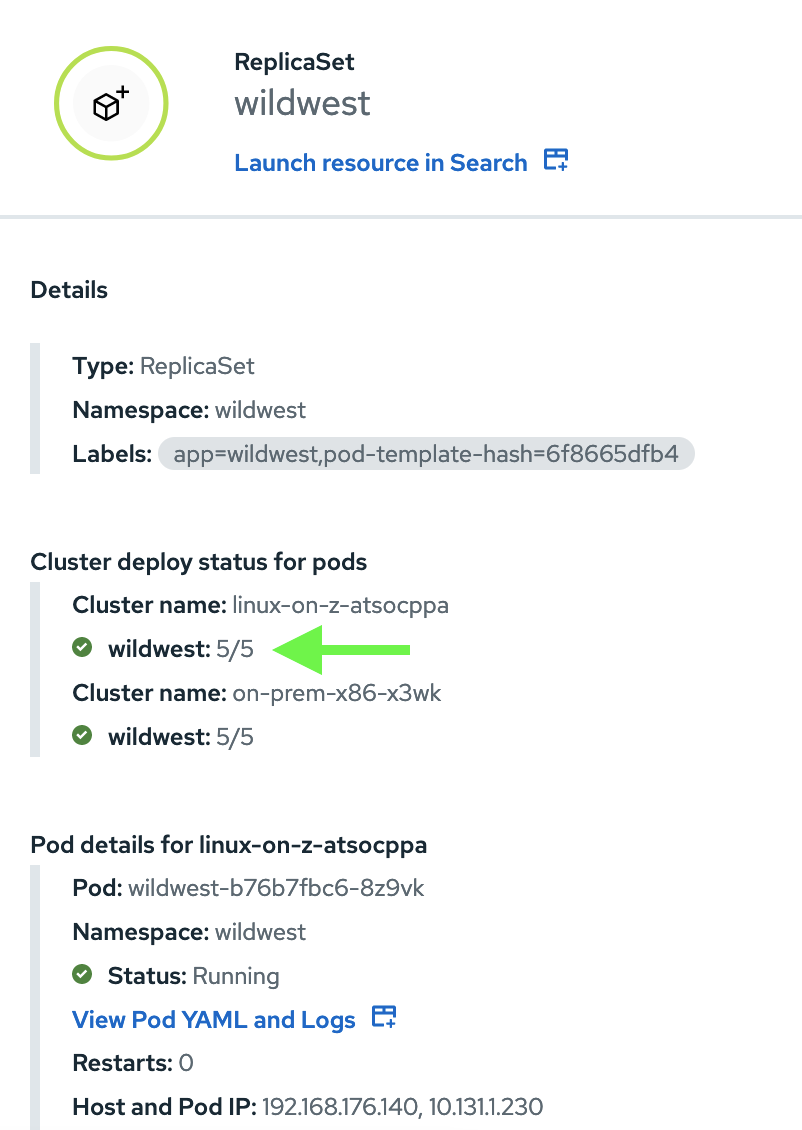 ReplicaSet
wildwest
Launch resource in Search
Details
Type: ReplicaSet
Namespace: wildwest
Labels: app=wildwest,pod-template-hash=6f8665dfb4
Cluster deploy status for pods
Cluster name: linux-on-z-atsocppa
wildwest: 5/5
Cluster name: on-prem-x86-x3wk
wildwest: 5/5
Pod details for linux-on-z-atsocppa
Pod: wildwest-b76b7fbc6-8z9vk
Namespace: wildwest
Status: Running
View Pod YAML and Logs
Restarts: 0
Host and Pod IP: 192.168.176.140, 10.131.1.230